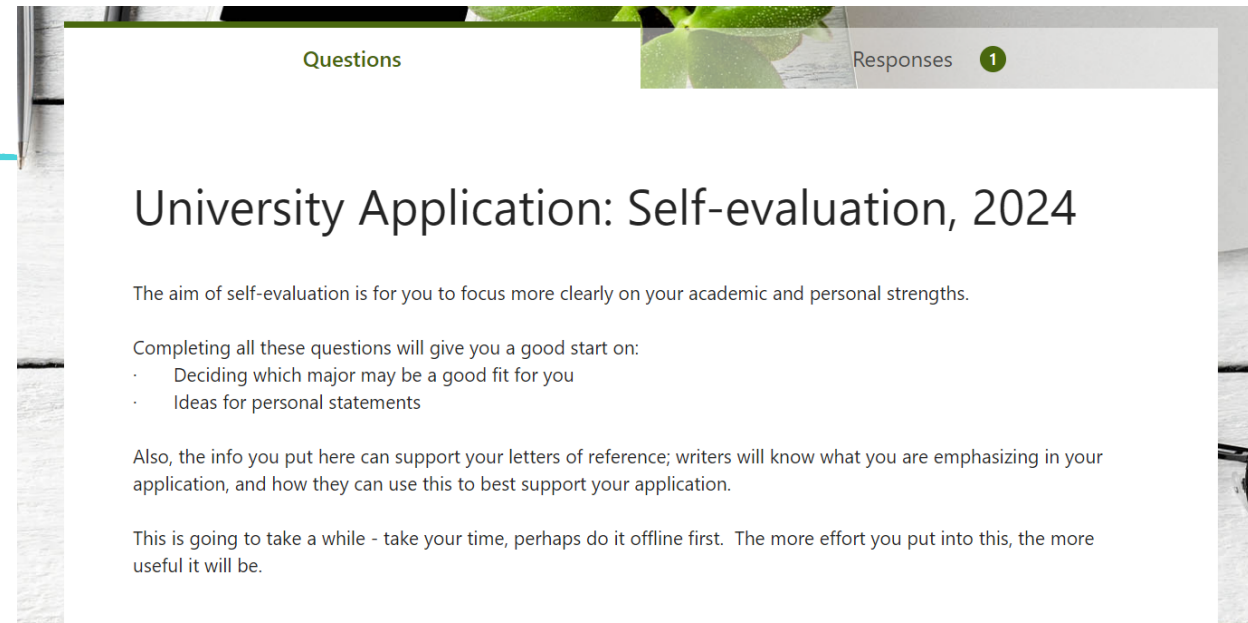 Questions
Responses 1
University Application: Self-evaluation, 2024
The aim of self-evaluation is for you to focus more clearly on your academic and personal strengths.
Completing all these questions will give you a good start on:
· Deciding which major may be a good fit for you
· Ideas for personal statements
Also, the info you put here can support your letters of reference; writers will know what you are emphasizing in your
application, and how they can use this to best support your application.
This is going to take a while - take your time, perhaps do it offline first.  The more effort you put into this, the more
useful it will be.